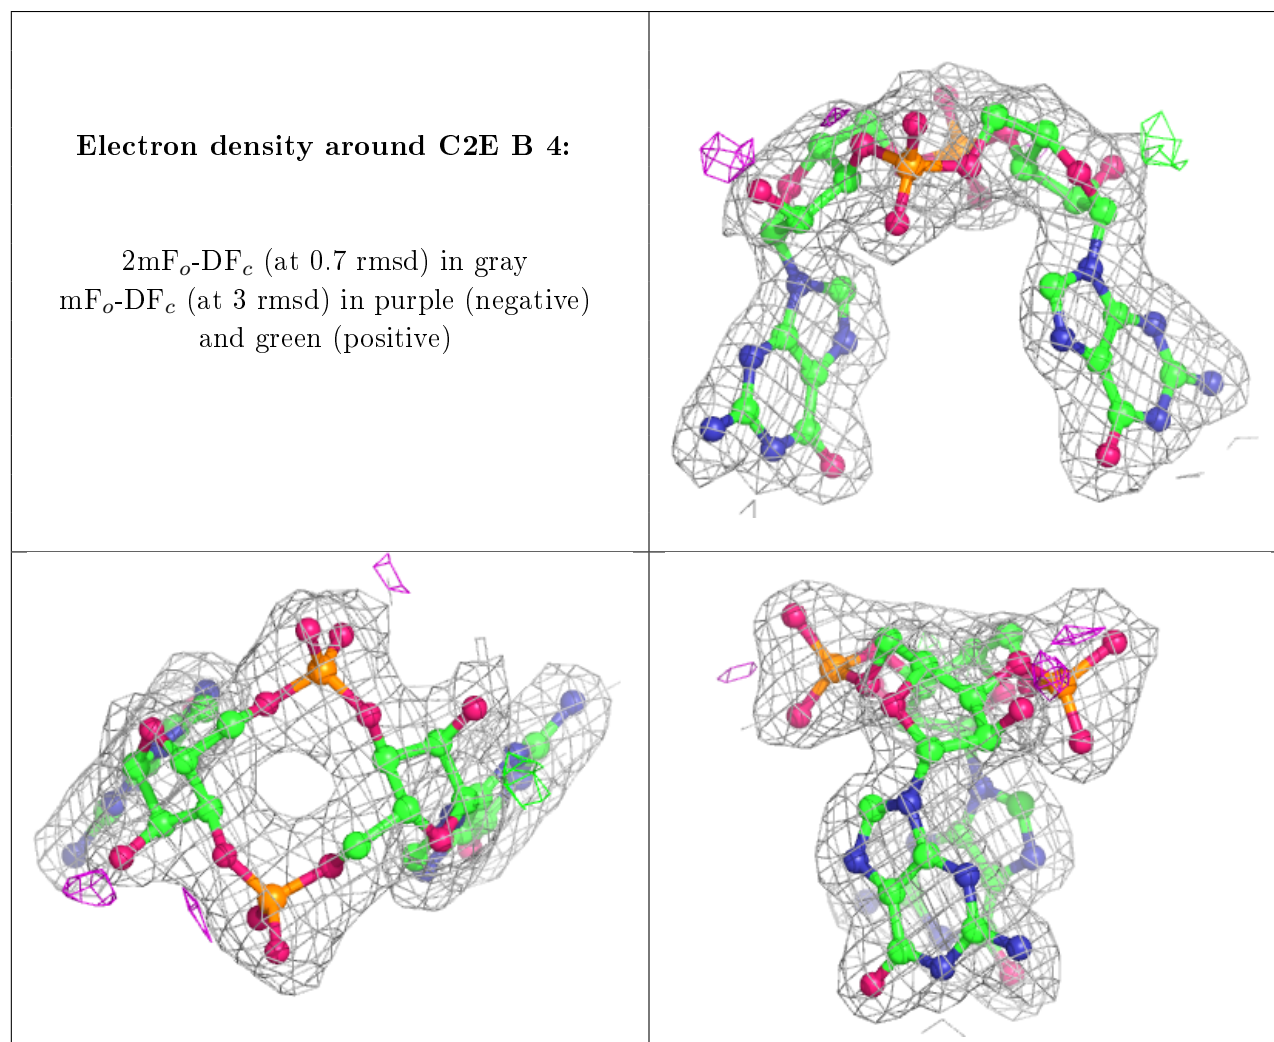 Electron density around C2E B 4:
2mFo-DFc (at 0.7 rmsd) in gray
mFo-DFc (at 3 rmsd) in purple (negative)
and green (positive)